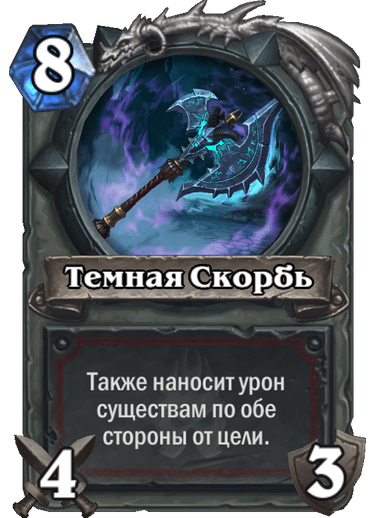 8
Темная Скорбь
Также наносит урон
существам по обе
стороны от цели.
4
3